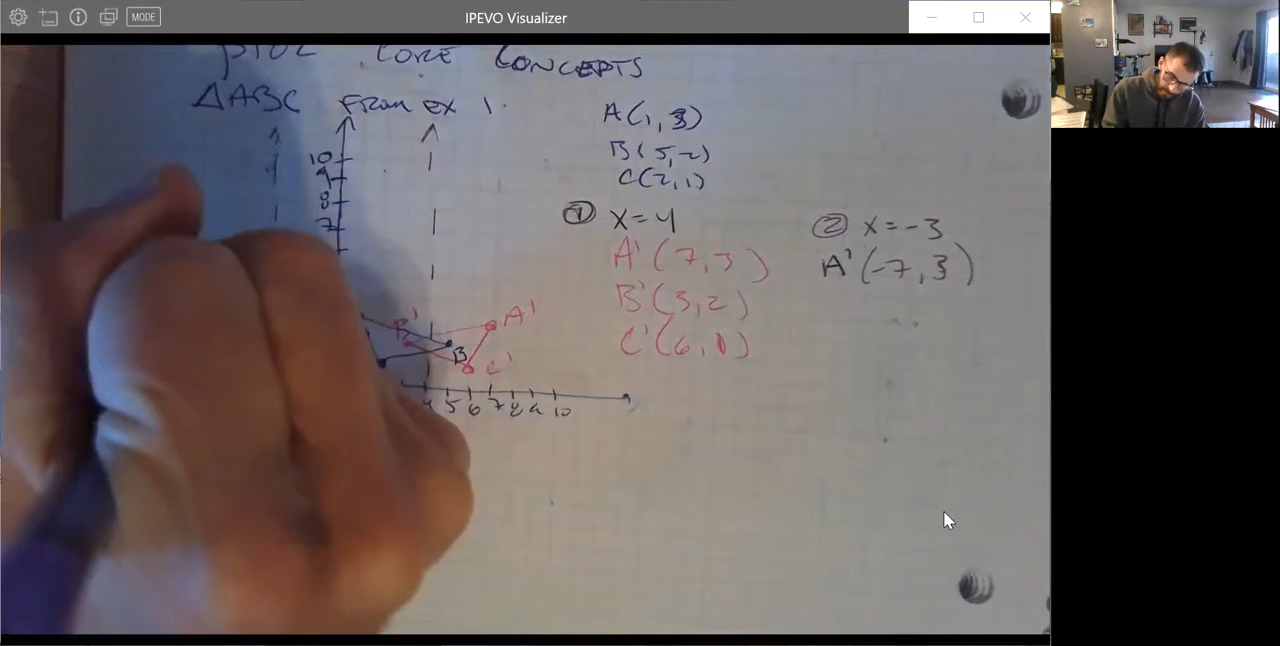 IPEVO Visualizer
MODE
CORE CONCEPTS
ΔABC From EX 1.
A(1,3)
B(5,2)
C(2,1)
① X=4
A'(7,3)
B'(3,2)
C'(6,1)
② X=-3
A'(-7,3)
10
9
8
7
B'
A'
B
C'
4 5 6 7 8 9 10